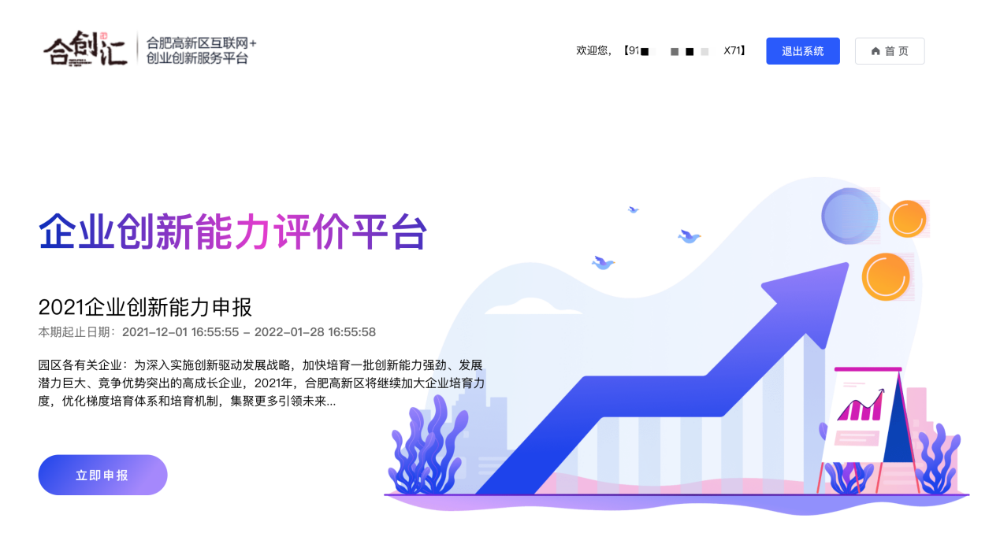 合创汇
合肥高新区互联网+
创业创新服务平台
欢迎您，【91 X71】
退出系统
首 页
企业创新能力评价平台
2021企业创新能力申报
本期起止日期：2021-12-01 16:55:55 - 2022-01-28 16:55:58
园区各有关企业：为深入实施创新驱动发展战略，加快培育一批创新能力强劲、发展
潜力巨大、竞争优势突出的高成长企业，2021年，合肥高新区将继续加大企业培育力
度，优化梯度培育体系和培育机制，集聚更多引领未来...
立即申报